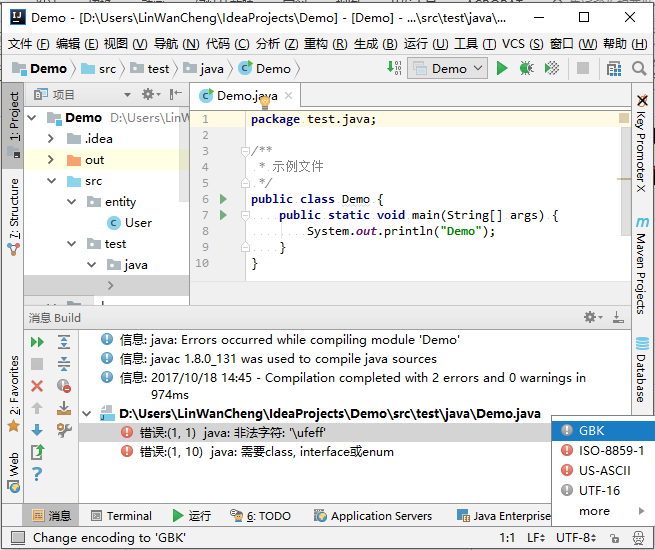 Demo - [D:\Users\LinWanCheng\IdeaProjects\Demo] - [Demo] - ...\src\test\java\
文件 (F) 编辑 (E) 视图 (V) 导航 (N) 代码 (C) 分析 (Z) 重构 (R) 生成 (B) 运行 (U) 工具 (T) VCS (S) 窗口 (W) 帮助 (H)
Demo src test java Demo Demo
1: Project
7: Structure
2: Favorites
Web
项目
Demo D:\Users\LinW
.idea
out
src
entity
User
test
java
Demo.java
1 package test.java;
2
3 /**
4 * 示例文件
5 */
6 public class Demo {
7 public static void main(String[] args) {
8 System.out.println("Demo");
9 }
10 }
Key Promoter X
Maven Projects
Database
消息 Build
信息: java: Errors occurred while compiling module 'Demo'
信息: javac 1.8.0_131 was used to compile java sources
信息: 2017/10/18 14:45 - Compilation completed with 2 errors and 0 warnings in
974ms
D:\Users\LinWanCheng\IdeaProjects\Demo\src\test\java\Demo.java
错误:(1, 1) java: 非法字符: '\ufeff'
错误:(1, 10) java: 需要class, interface或enum
GBK
ISO-8859-1
US-ASCII
UTF-16
more
消息 Terminal 运行 6: TODO Application Servers Java Enterprise
Change encoding to 'GBK' 1:1 LF UTF-8